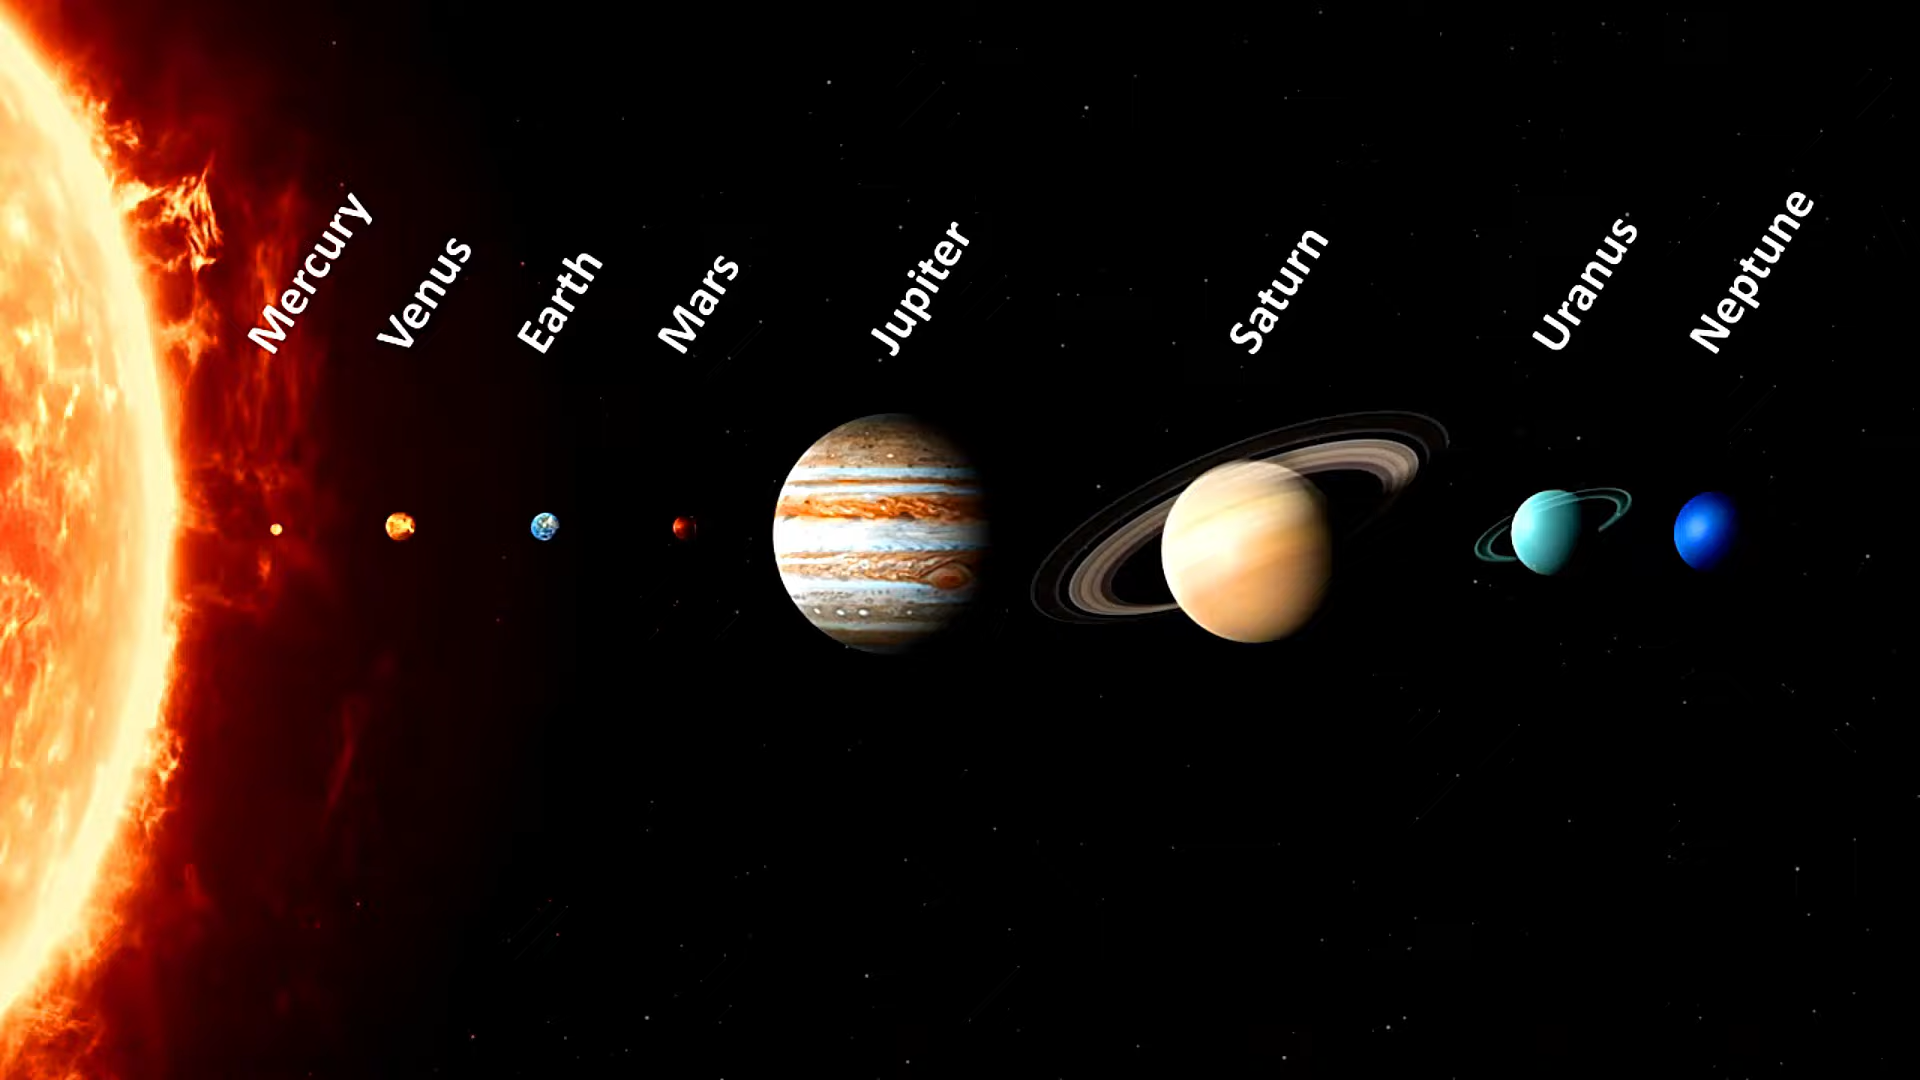 Mercury
Venus
Earth
Mars
Jupiter
Saturn
Uranus
Neptune